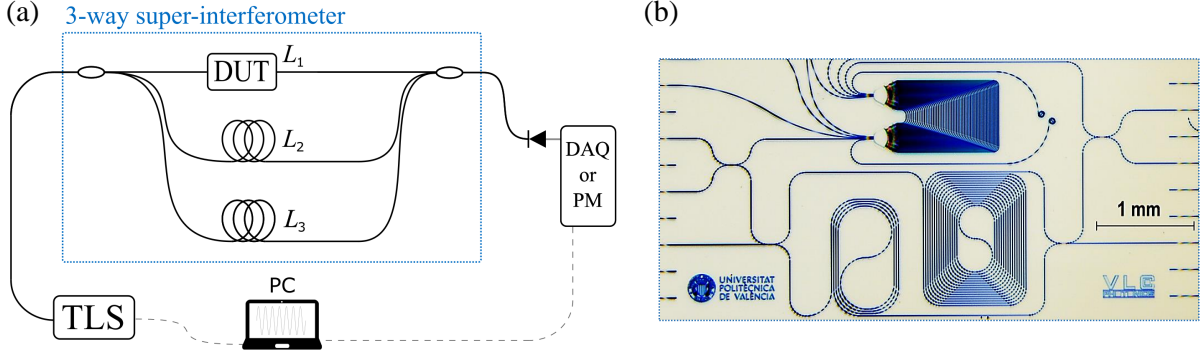 (a)
3-way super-interferometer
DUT
L1
L2
L3
DAQ
or
PM
PC
TLS
(b)
1 mm
UNIVERSITAT
POLITÈCNICA
DE VALÈNCIA
VLC
PHOTONICS